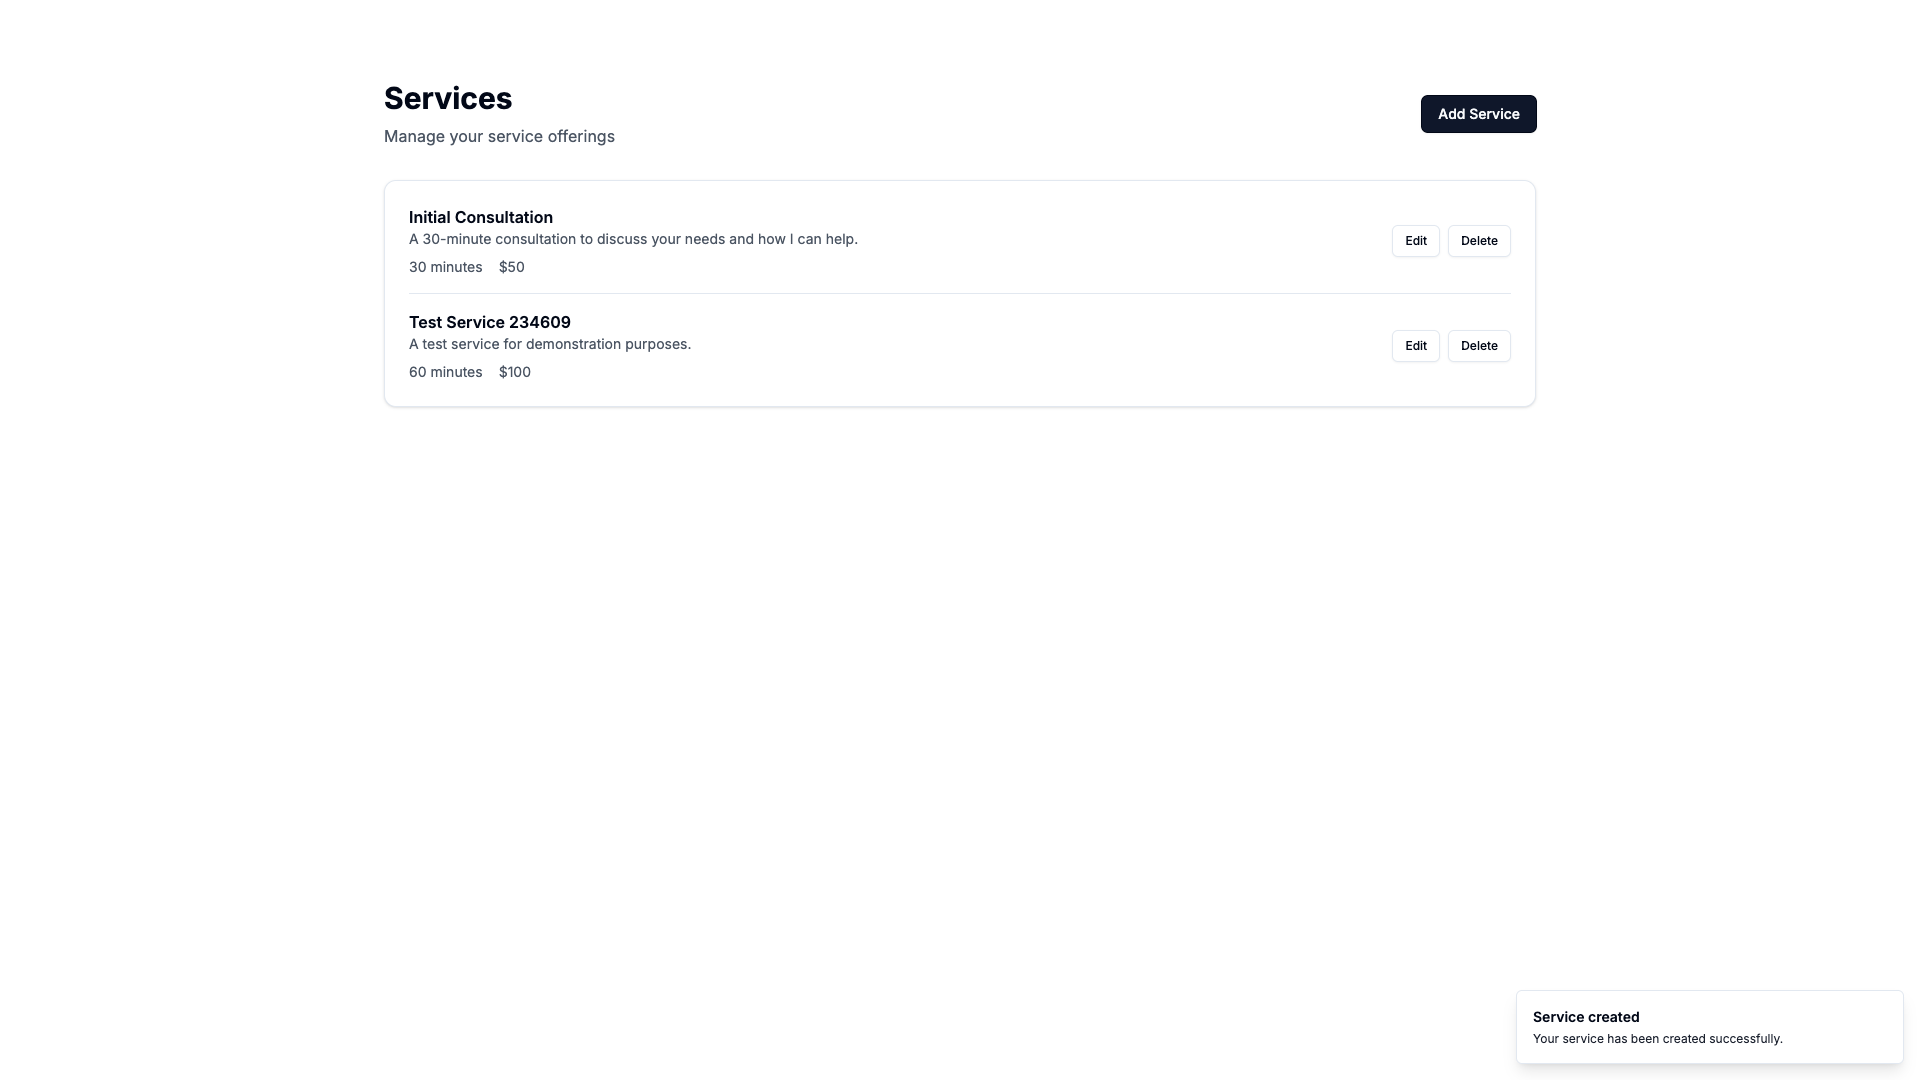 Services
Manage your service offerings
Add Service
Initial Consultation
A 30-minute consultation to discuss your needs and how I can help.
30 minutes $50
Edit Delete
Test Service 234609
A test service for demonstration purposes.
60 minutes $100
Edit Delete
Service created
Your service has been created successfully.